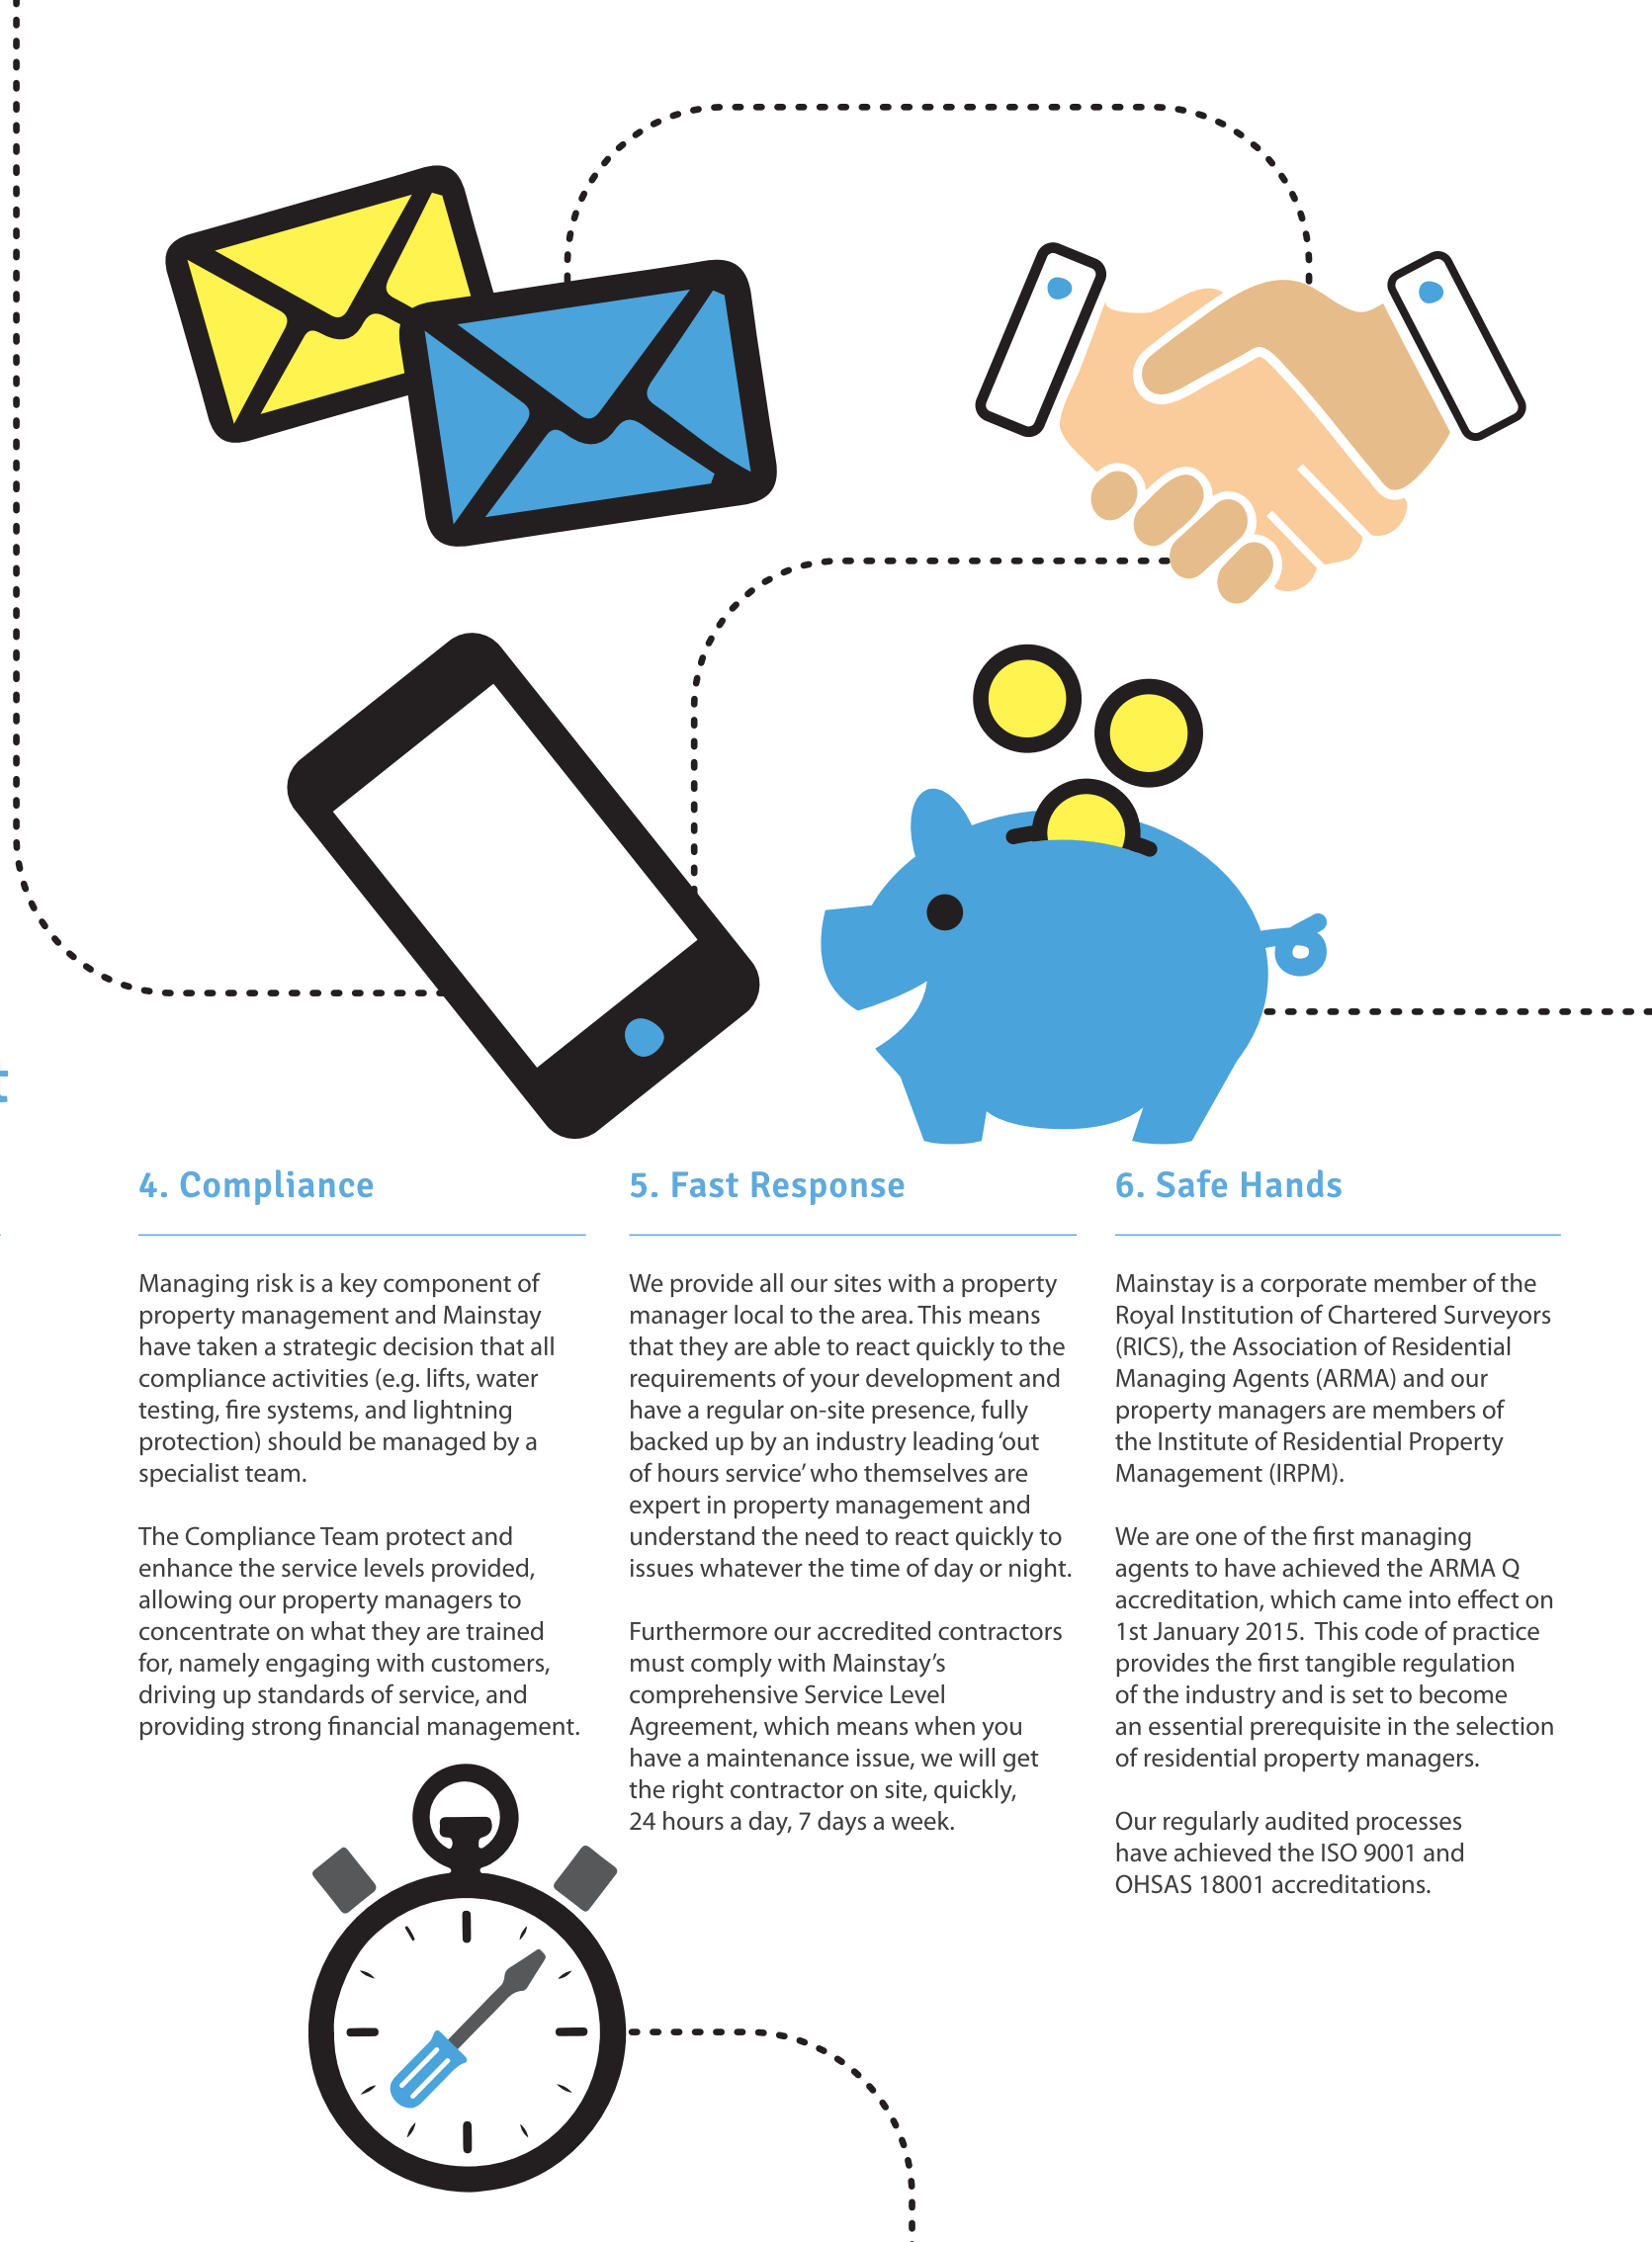 t
4. Compliance
Managing risk is a key component of
property management and Mainstay
have taken a strategic decision that all
compliance activities (e.g. lifts, water
testing, fire systems, and lightning
protection) should be managed by a
specialist team.
The Compliance Team protect and
enhance the service levels provided,
allowing our property managers to
concentrate on what they are trained
for, namely engaging with customers,
driving up standards of service, and
providing strong financial management.
5. Fast Response
We provide all our sites with a property
manager local to the area. This means
that they are able to react quickly to the
requirements of your development and
have a regular on-site presence, fully
backed up by an industry leading ‘out
of hours service’ who themselves are
expert in property management and
understand the need to react quickly to
issues whatever the time of day or night.
Furthermore our accredited contractors
must comply with Mainstay’s
comprehensive Service Level
Agreement, which means when you
have a maintenance issue, we will get
the right contractor on site, quickly,
24 hours a day, 7 days a week.
6. Safe Hands
Mainstay is a corporate member of the
Royal Institution of Chartered Surveyors
(RICS), the Association of Residential
Managing Agents (ARMA) and our
property managers are members of
the Institute of Residential Property
Management (IRPM).
We are one of the first managing
agents to have achieved the ARMA Q
accreditation, which came into effect on
1st January 2015.  This code of practice
provides the first tangible regulation
of the industry and is set to become
an essential prerequisite in the selection
of residential property managers.
Our regularly audited processes
have achieved the ISO 9001 and
OHSAS 18001 accreditations.